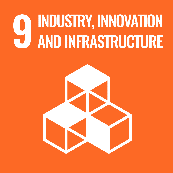 9 INDUSTRY, INNOVATION
AND INFRASTRUCTURE